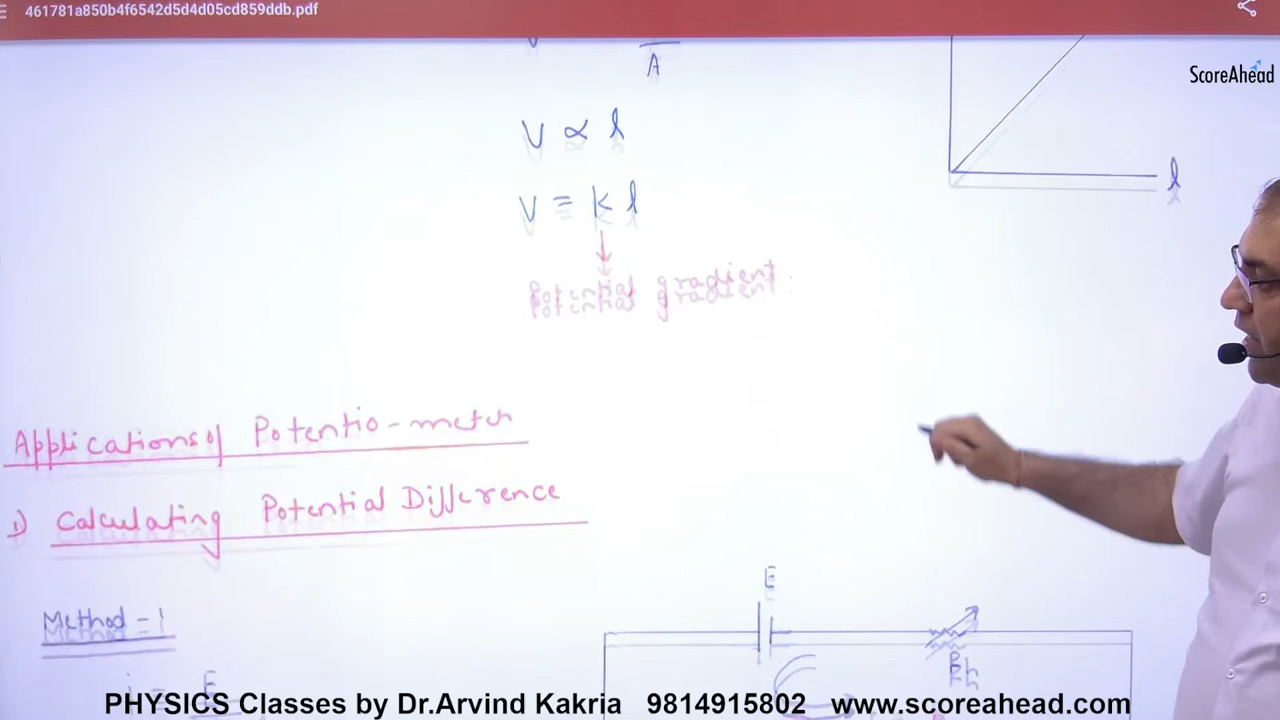 461781a850b4f6542d5d4d05cd859ddb.pdf
ScoreAhead
A
V ∝ l
V = k l
l
Potential gradient
Applications of Potentio-meter
1) Calculating Potential Difference
E
Method - 1
Rh
i = E
PHYSICS Classes by Dr.Arvind Kakria 9814915802 www.scoreahead.com